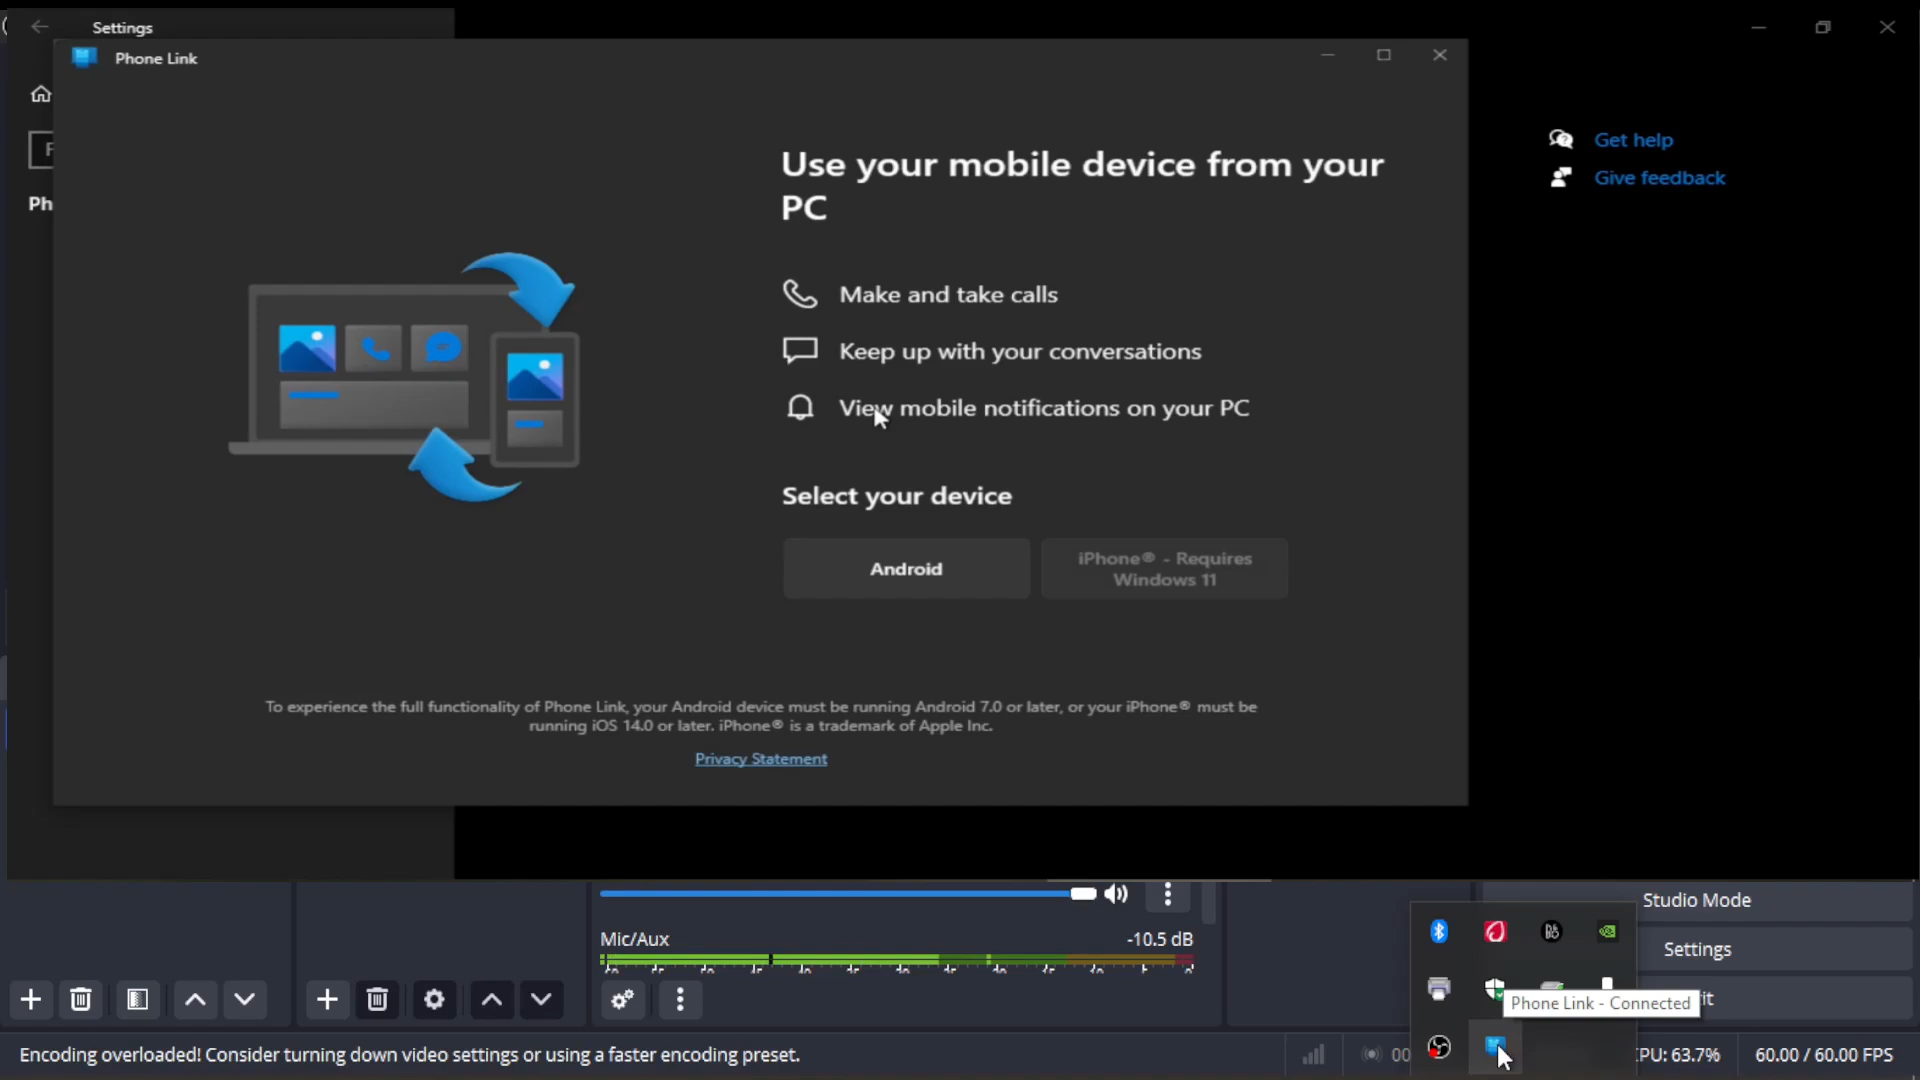 Settings
Phone Link
Ph
Get help
Give feedback
Use your mobile device from your
PC
Make and take calls
Keep up with your conversations
View mobile notifications on your PC
Select your device
Android
iPhone® - Requires
Windows 11
To experience the full functionality of Phone Link, your Android device must be running Android 7.0 or later, or your iPhone® must be
running iOS 14.0 or later. iPhone® is a trademark of Apple Inc.
Privacy Statement
Studio Mode
Mic/Aux
-10.5 dB
Settings
Phone Link - Connected
it
Encoding overloaded! Consider turning down video settings or using a faster encoding preset.
00
PU: 63.7%
60.00 / 60.00 FPS